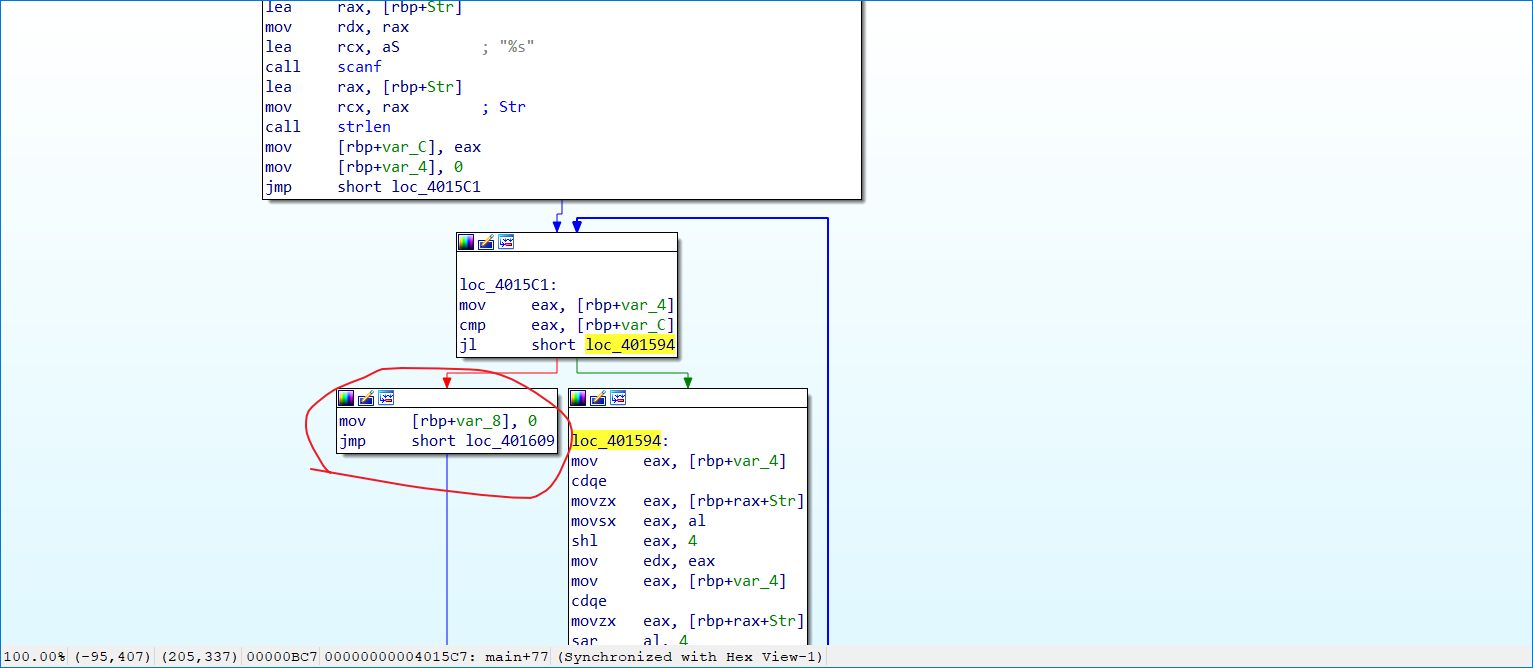 lea rax, [rbp+Str]
mov rdx, rax
lea rcx, aS ; "%s"
call scanf
lea rax, [rbp+Str]
mov rcx, rax ; Str
call strlen
mov [rbp+var_C], eax
mov [rbp+var_4], 0
jmp short loc_4015C1
loc_4015C1:
mov eax, [rbp+var_4]
cmp eax, [rbp+var_C]
jl short loc_401594
mov [rbp+var_8], 0
jmp short loc_401609
loc_401594:
mov eax, [rbp+var_4]
cdqe
movzx eax, [rbp+rax+Str]
movsx eax, al
shl eax, 4
mov edx, eax
mov eax, [rbp+var_4]
cdqe
movzx eax, [rbp+rax+Str]
sar al, 4
100.00% (-95,407) (205,337) 00000BC7 00000000004015C7: main+77 (Synchronized with Hex View-1)